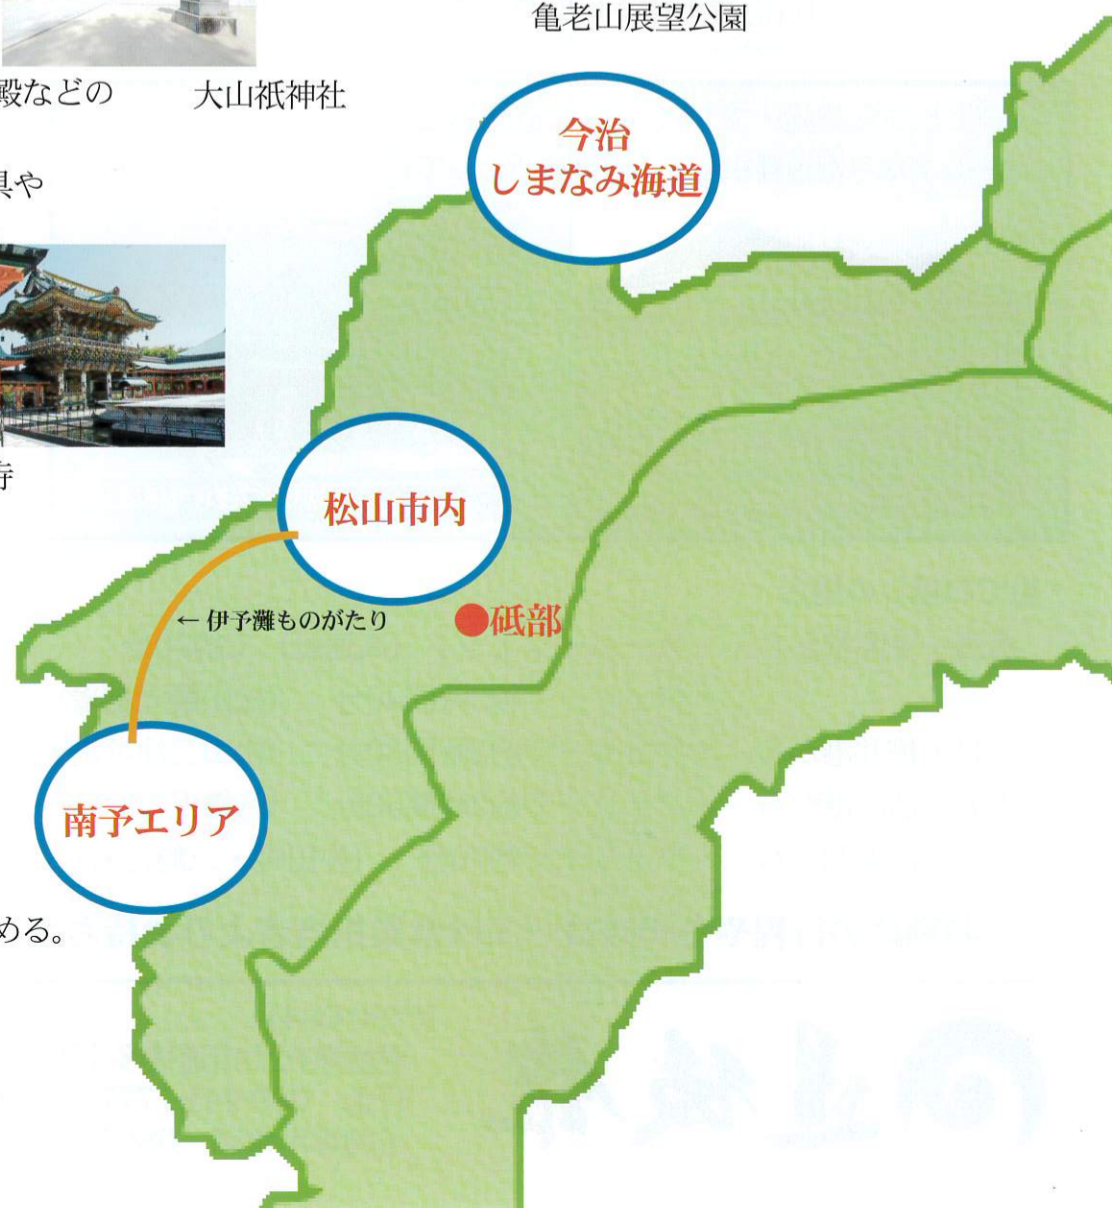 亀老山展望公園
殿などの
大山祇神社
今治
しまなみ海道
具や
寺
松山市内
←伊予灘ものがたり
砥部
南予エリア
める。